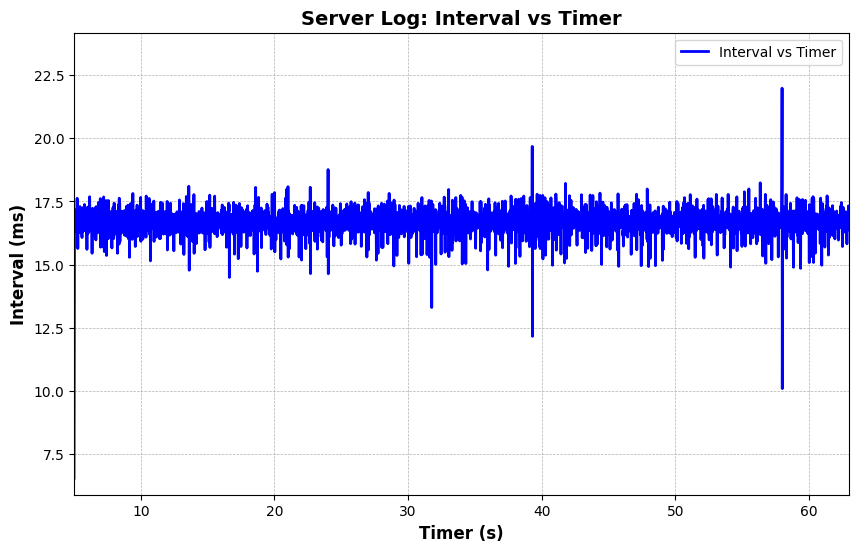 Server Log: Interval vs Timer
Interval vs Timer
22.5
20.0
17.5
15.0
12.5
10.0
7.5
Interval (ms)
10 20 30 40 50 60
Timer (s)